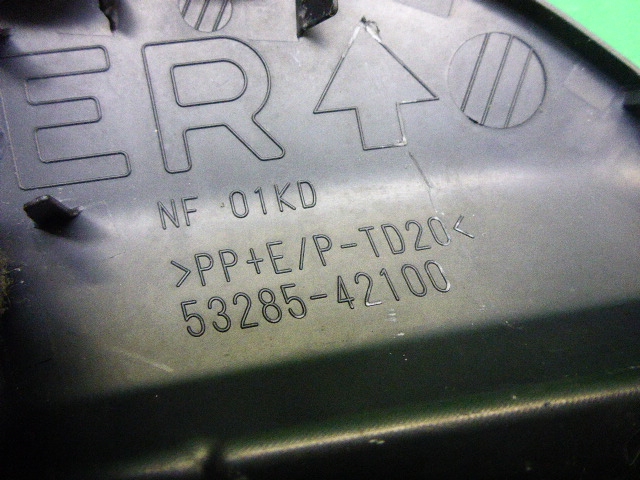 ER
NF 01KD
>PP+E/P-TD20<
53285-42100